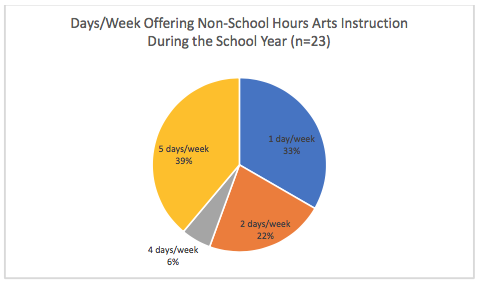 Days/Week Offering Non-School Hours Arts Instruction
During the School Year (n=23)
1 day/week
33%
5 days/week
39%
2 days/week
22%
4 days/week
6%